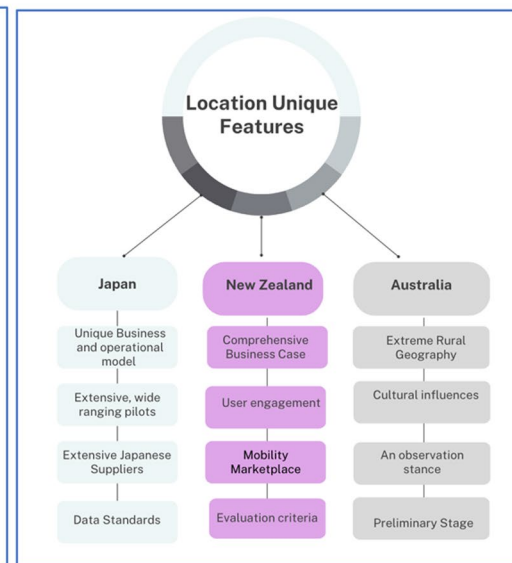 Location Unique
Features
Japan
New Zealand
Australia
Unique Business
and operational
model
Comprehensive
Business Case
Extreme Rural
Geography
Extensive, wide
ranging pilots
User engagement
Cultural influences
Extensive Japanese
Suppliers
Mobility
Marketplace
An observation
stance
Data Standards
Evaluation criteria
Preliminary Stage